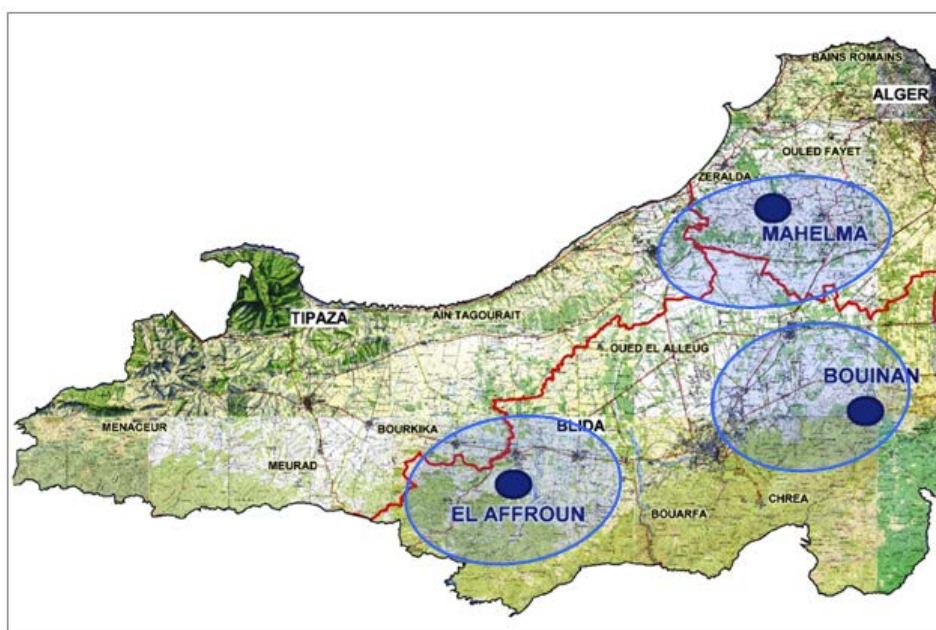 BAINS ROMAINS
ALGER
OULED FAYET
ZERALDA
MAHELMA
TIPAZA
AIN TAGOURAIT
OUED EL ALLEUG
BOUINAN
MENACEUR
BOURKIKA
BLIDA
MEURAD
CHREA
EL AFFROUN
BOUARFA